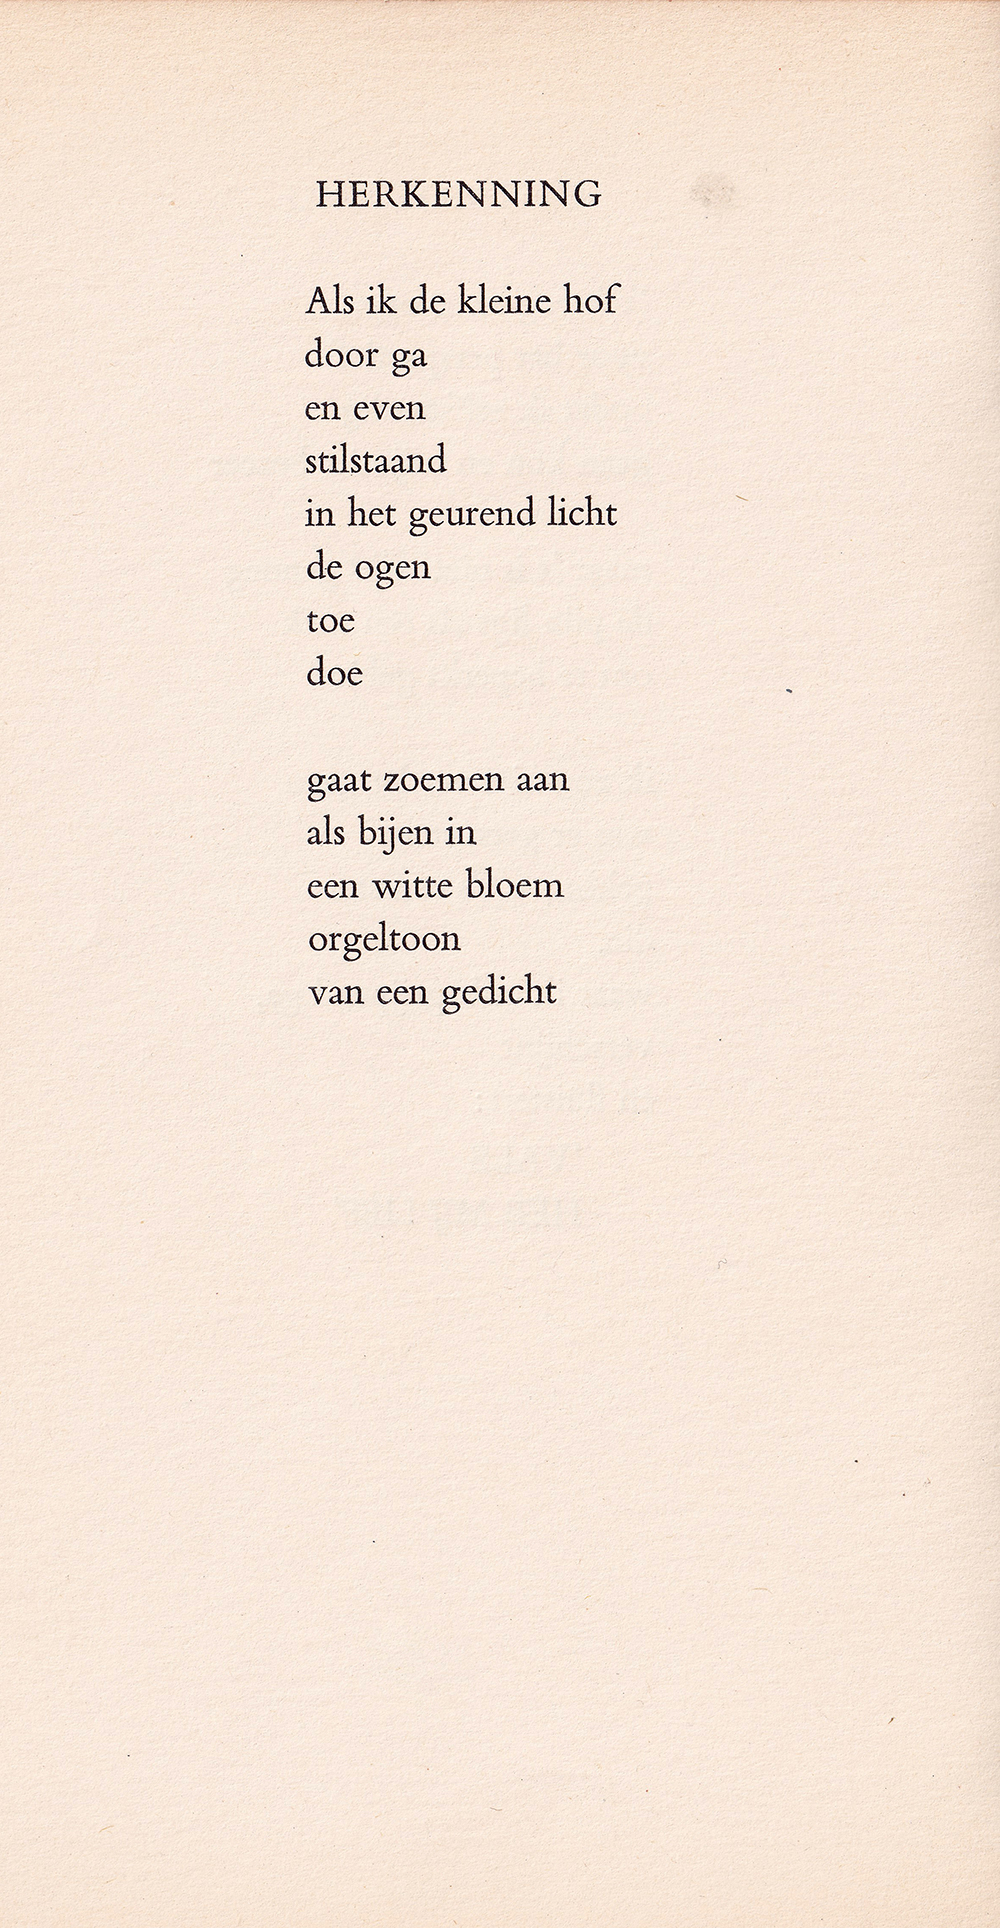 HERKENNING
Als ik de kleine hof
door ga
en even
stilstaand
in het geurend licht
de ogen
toe
doe
gaat zoemen aan
als bijen in
een witte bloem
orgeltoon
van een gedicht